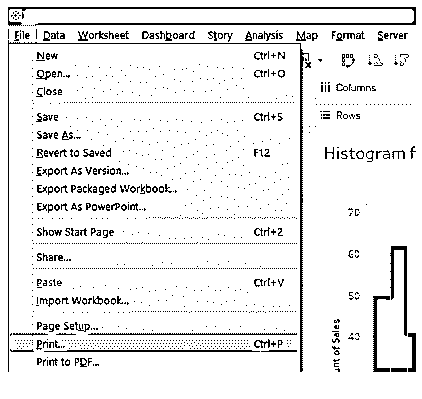 File Data Worksheet Dashboard Story Analysis Map Format Server
New Ctrl+N
Open... Ctrl+O
Close
Save Ctrl+S
Save As...
Revert to Saved F12
Export As Version...
Export Packaged Workbook...
Export As PowerPoint...
Show Start Page Ctrl+2
Share...
Paste Ctrl+V
Import Workbook...
Page Setup...
Print... Ctrl+P
Print to PDF...
Columns
Rows
Histogram f
70
60
50
40
nt of Sales